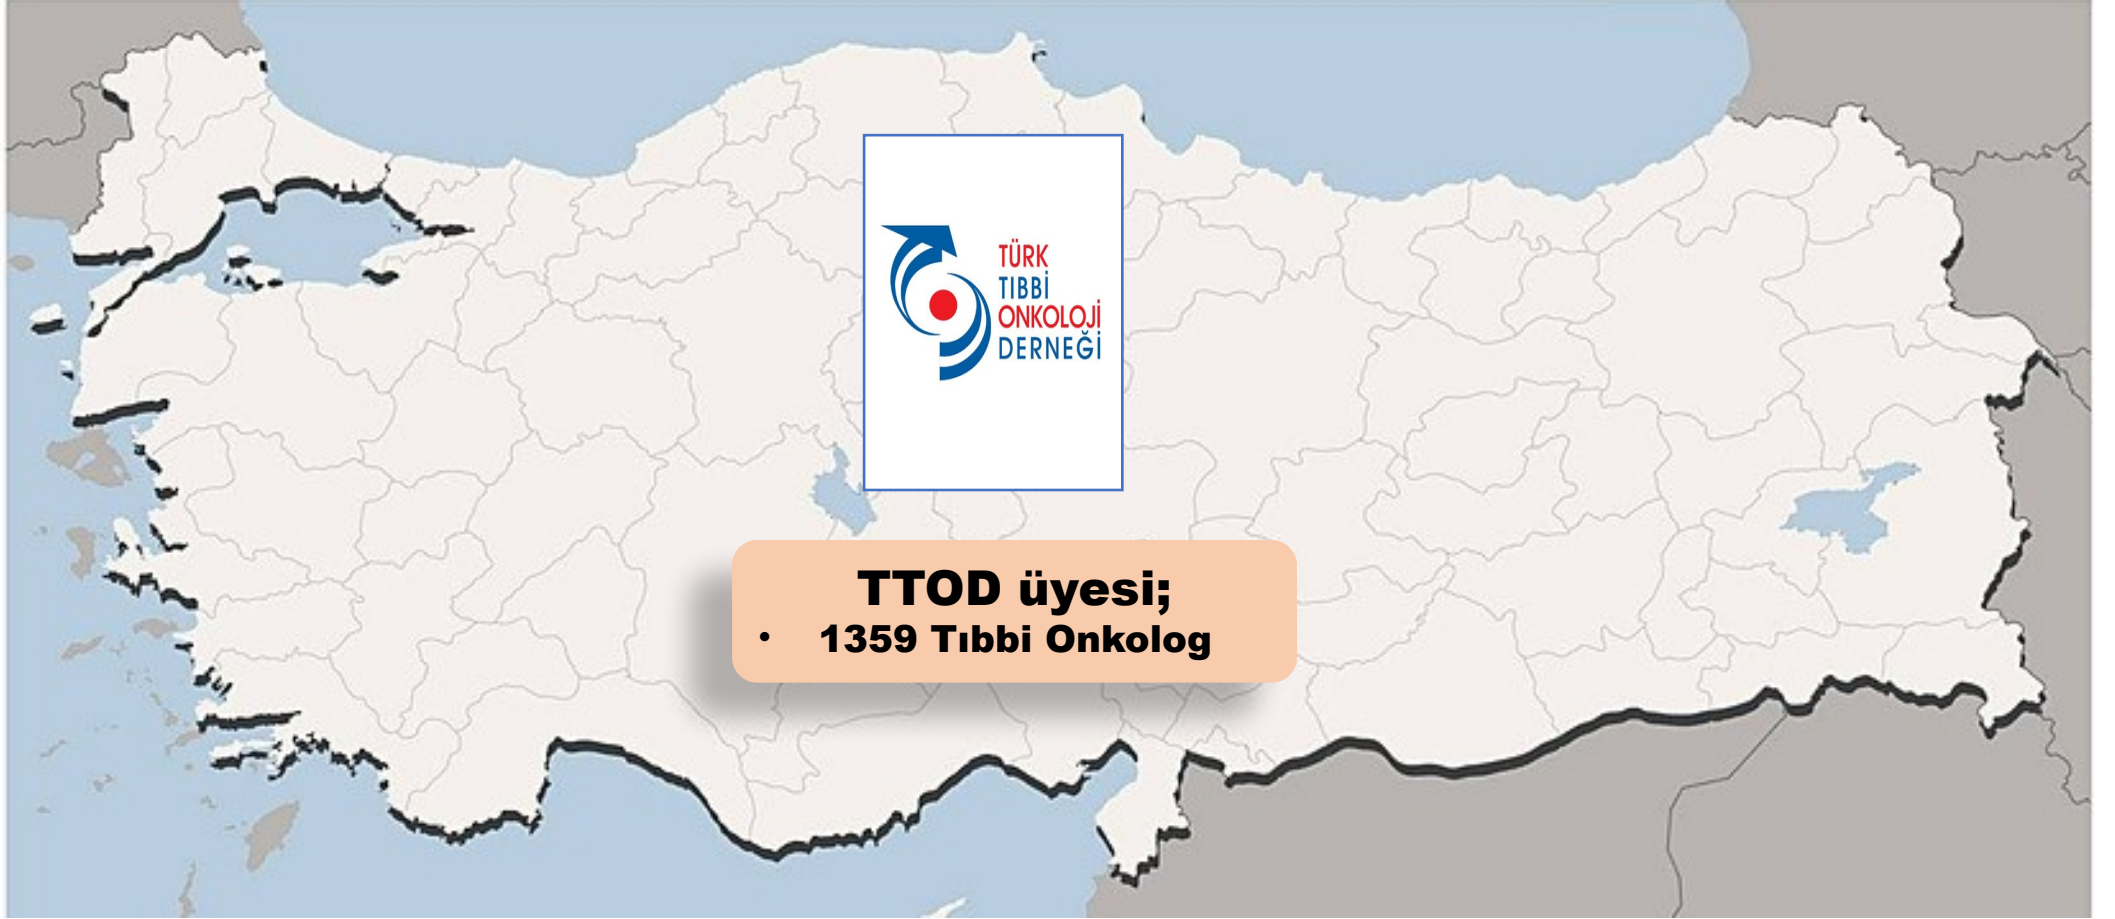 TÜRK
TIBBİ
ONKOLOJİ
DERNEĞİ
TTOD üyesi;
• 1359 Tıbbi Onkolog